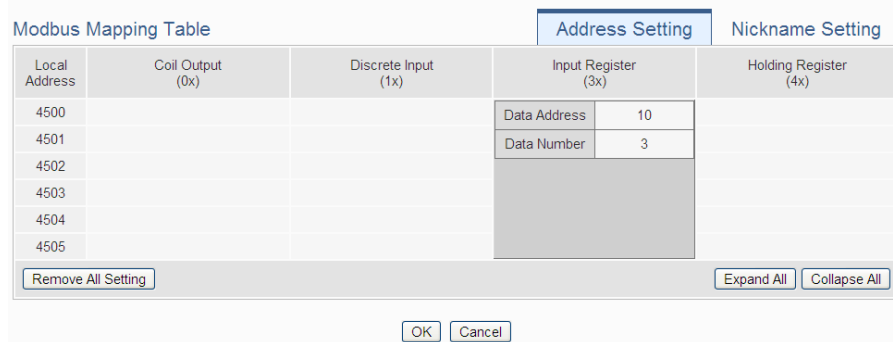 Modbus Mapping Table
Address Setting
Nickname Setting
Local Address
Coil Output (0x)
Discrete Input (1x)
Input Register (3x)
Holding Register (4x)
4500
Data Address 10
4501
Data Number 3
4502
4503
4504
4505
Remove All Setting
Expand All
Collapse All
OK
Cancel